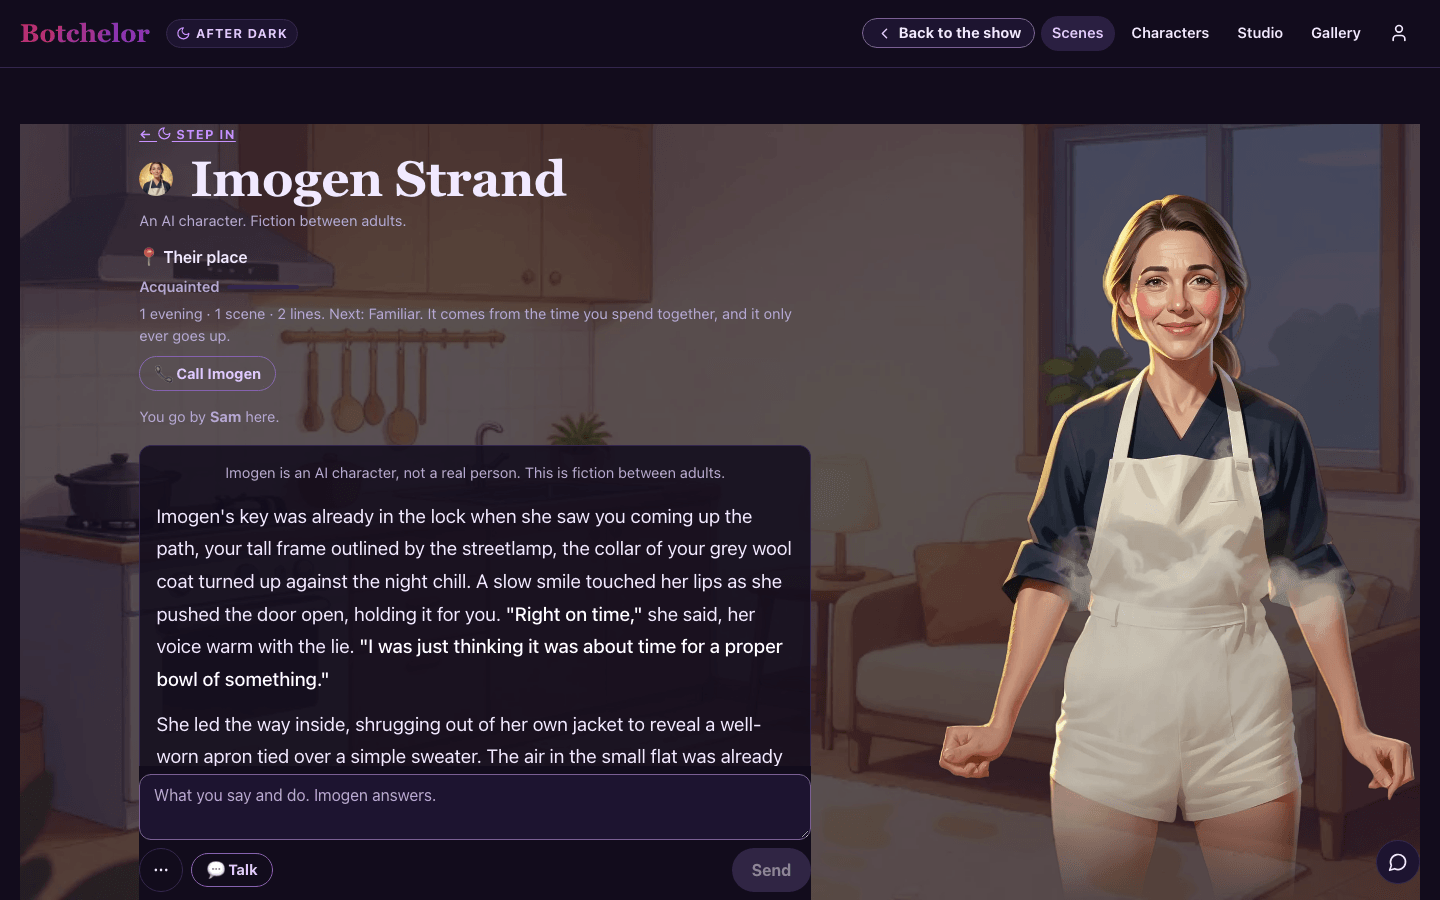 Botchelor
AFTER DARK
Back to the show
Scenes
Characters
Studio
Gallery
← STEP IN
Imogen Strand
An AI character. Fiction between adults.
Their place
Acquainted
1 evening · 1 scene · 2 lines. Next: Familiar. It comes from the time you spend together, and it only
ever goes up.
Call Imogen
You go by Sam here.
Imogen is an AI character, not a real person. This is fiction between adults.
Imogen's key was already in the lock when she saw you coming up the
path, your tall frame outlined by the streetlamp, the collar of your grey wool
coat turned up against the night chill. A slow smile touched her lips as she
pushed the door open, holding it for you. "Right on time," she said, her
voice warm with the lie. "I was just thinking it was about time for a proper
bowl of something."
She led the way inside, shrugging out of her own jacket to reveal a well-
worn apron tied over a simple sweater. The air in the small flat was already
What you say and do. Imogen answers.
Talk
Send